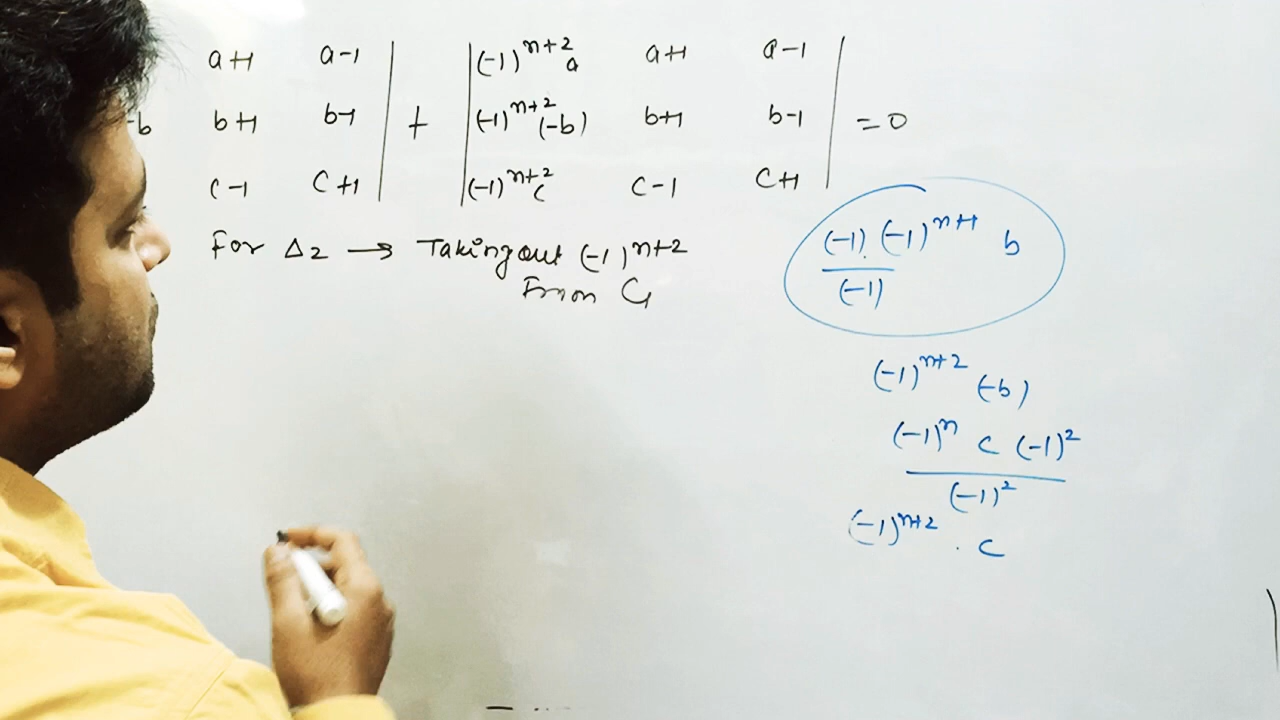 a+1 a-1 | | (-1)^{n+2} a a+1 a-1 |
-b b+1 b-1 | + | (-1)^{n+2} (-b) b+1 b-1 | = 0
c-1 c+1 | | (-1)^{n+2} c c-1 c+1 |
For Δ2 → Taking out (-1)^{n+2}
From C1
(-1).(-1)^{n+1} b
(-1)
(-1)^{n+2} (-b)
(-1)^n c (-1)^2
(-1)^2
(-1)^{n+2} . c